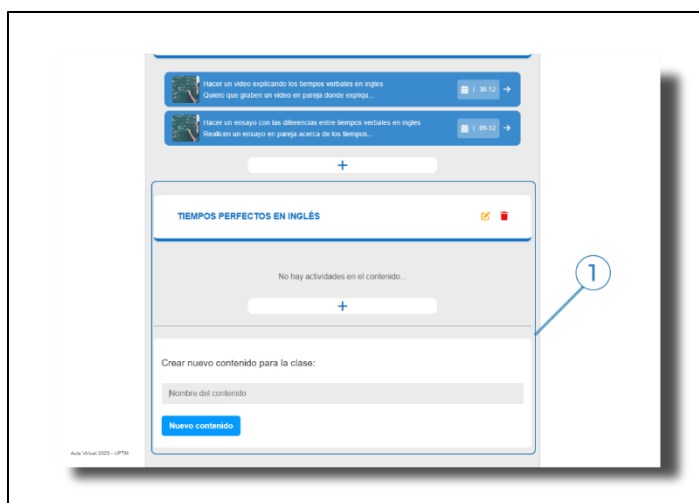 Hacer un video explicando los tiempos verbales en ingles
Quiero que graben un video en pareja donde expliqu...
| 30-12
Hacer un ensayo con las diferencias entre tiempos verbales en ingles
Realicen un ensayo en pareja acerca de los tiempos...
| 09-12
+
TIEMPOS PERFECTOS EN INGLÉS
1
No hay actividades en el contenido...
+
Crear nuevo contenido para la clase:
Nombre del contenido
Nuevo contenido
Aula Virtual 2023 - UPTM